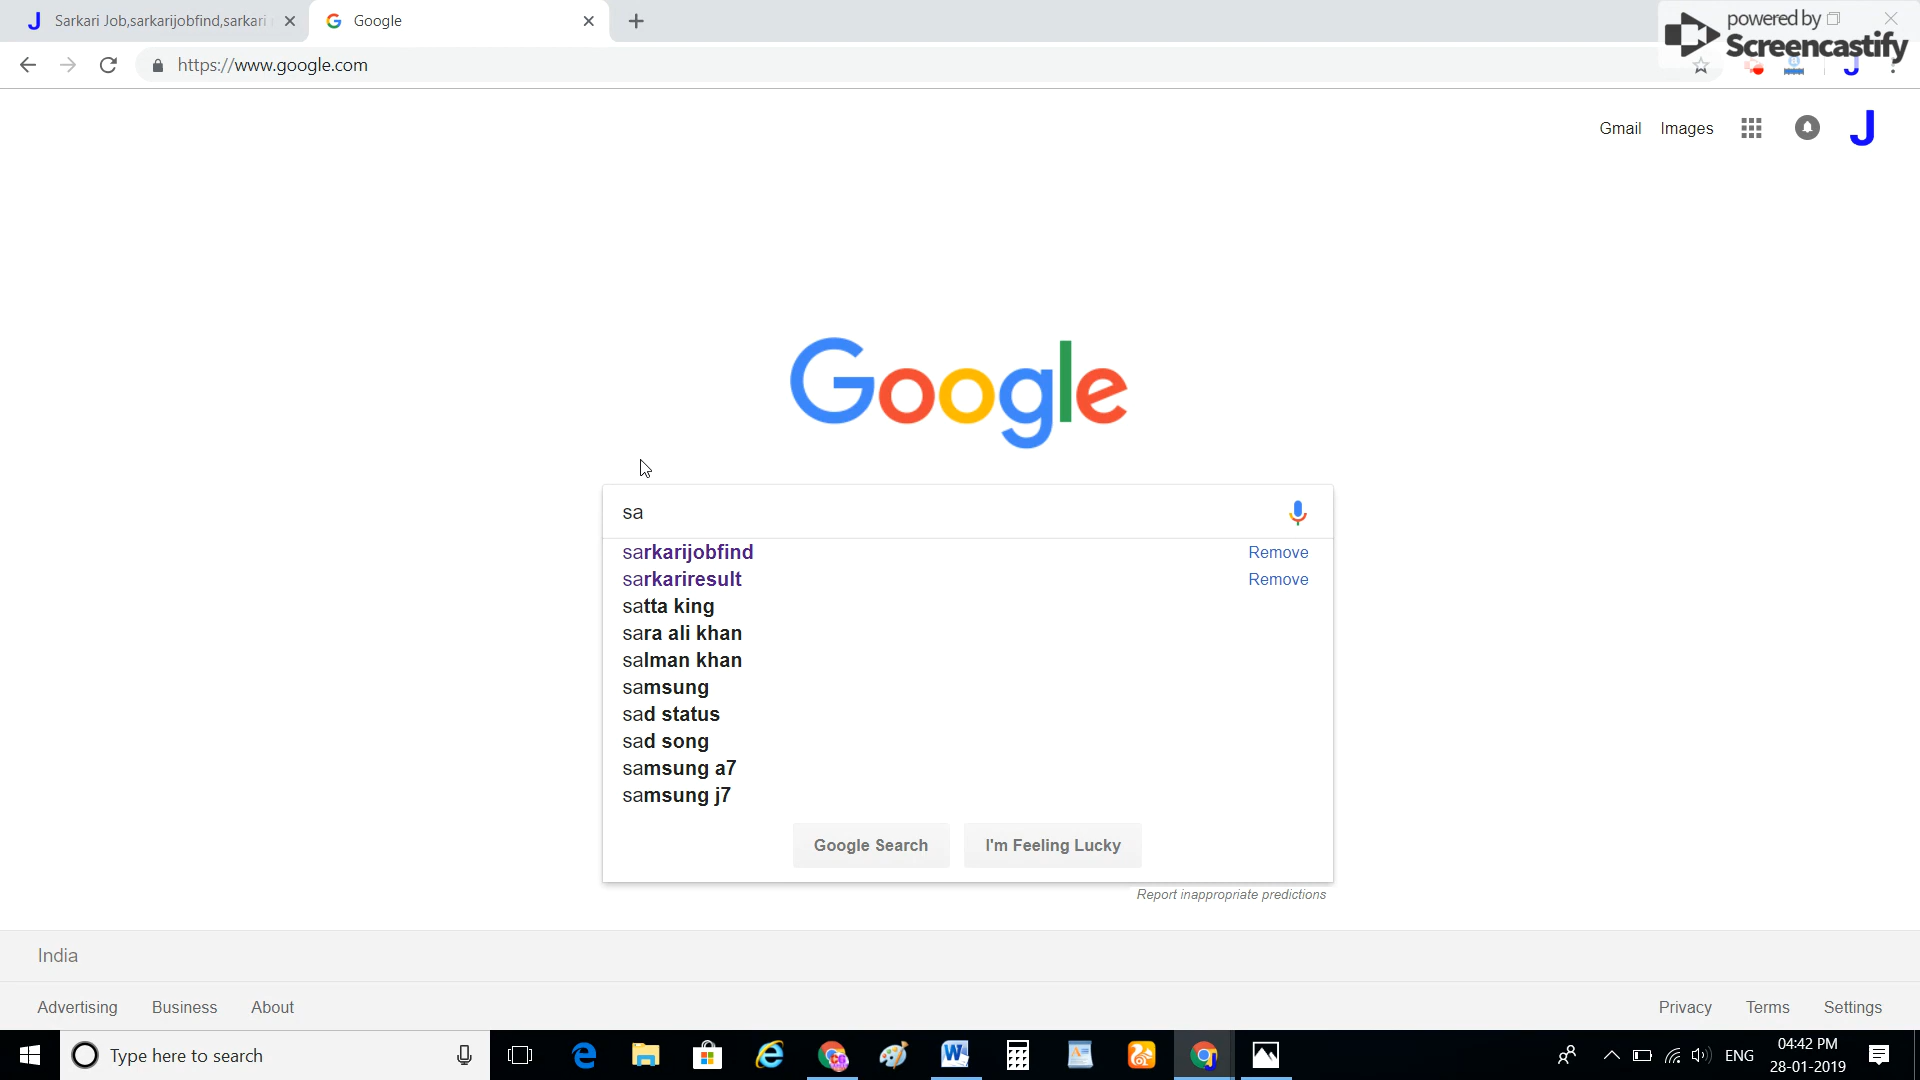 Sarkari Job,sarkarijobfind,sarkari
Google
powered by
Screencastify
https://www.google.com
Gmail Images
J
Google
sa
sarkarijobfind Remove
sarkariresult Remove
satta king
sara ali khan
salman khan
samsung
sad status
sad song
samsung a7
samsung j7
Google Search I'm Feeling Lucky
Report inappropriate predictions
India
Advertising Business About Privacy Terms Settings
Type here to search
ENG
04:42 PM
28-01-2019